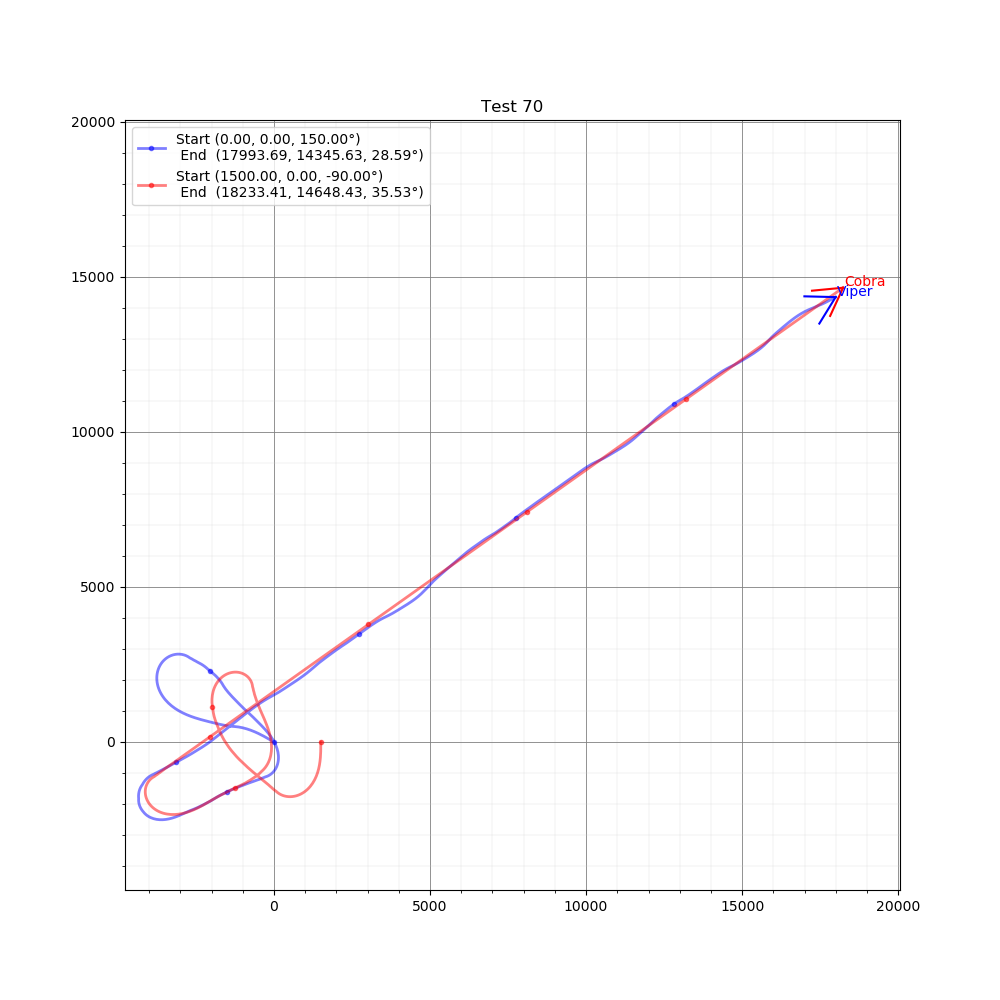 Test 70
Start (0.00, 0.00, 150.00°)
End (17993.69, 14345.63, 28.59°)
Start (1500.00, 0.00, -90.00°)
End (18233.41, 14648.43, 35.53°)
20000
15000
10000
5000
0
Cobra
Viper
0
5000
10000
15000
20000